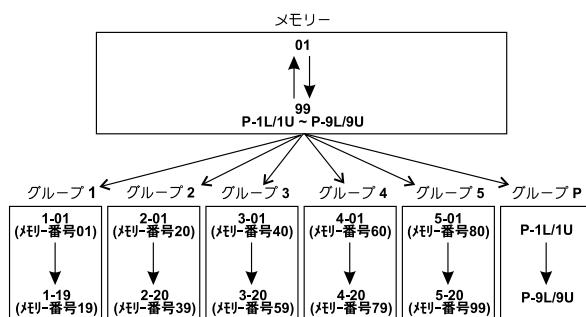 メモリー
01
99
P-1L/1U ~ P-9L/9U
グループ 1
グループ 2
グループ 3
グループ 4
グループ 5
グループ P
1-01
(メモリー番号01)
1-19
(メモリー番号19)
2-01
(メモリー番号20)
2-20
(メモリー番号39)
3-01
(メモリー番号40)
3-20
(メモリー番号59)
4-01
(メモリー番号60)
4-20
(メモリー番号79)
5-01
(メモリー番号80)
5-20
(メモリー番号99)
P-1L/1U
P-9L/9U